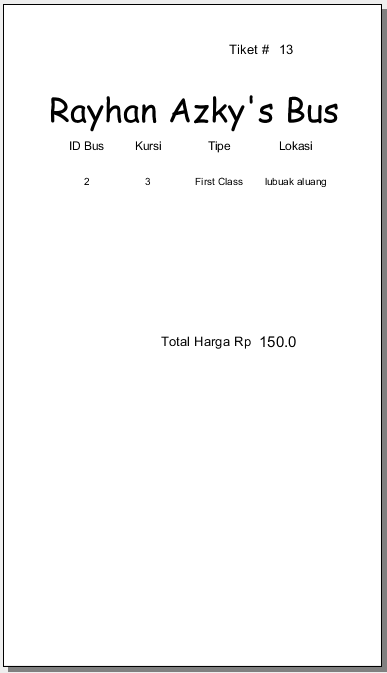 Tiket # 13
Rayhan Azky's Bus
ID Bus Kursi Tipe Lokasi
2 3 First Class lubuak aluang
Total Harga Rp 150.0